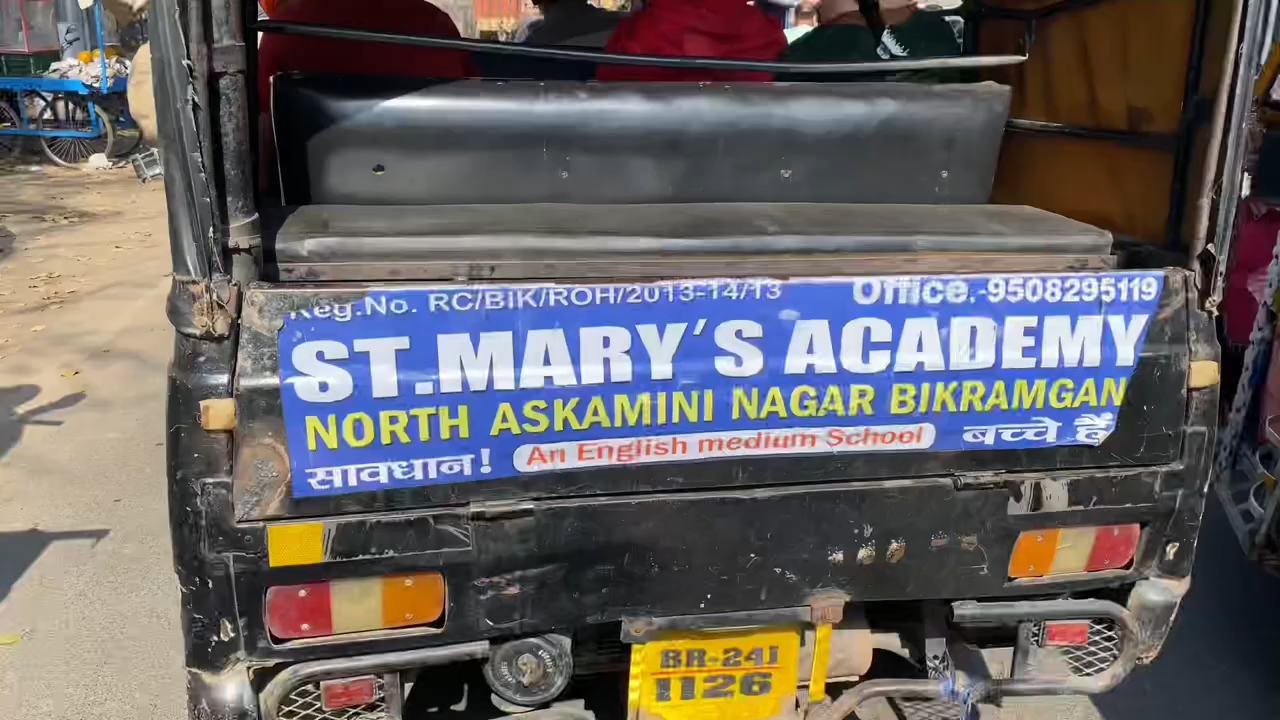 Reg.No. RC/BIK/ROH/2013-14/13
Office.-9508295119
ST.MARY'S ACADEMY
NORTH ASKAMINI NAGAR BIKRAMGAN
सावधान! An English medium School बच्चे हैं
BR-24J
1126